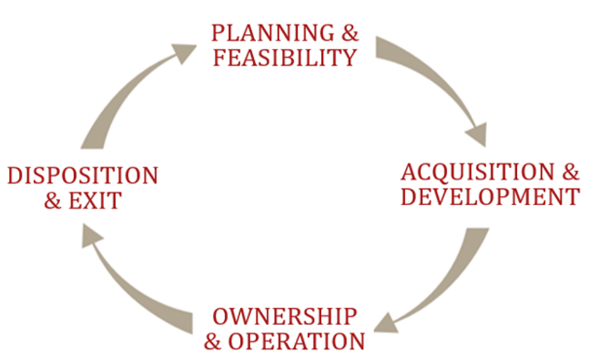 PLANNING &
FEASIBILITY
ACQUISITION &
DEVELOPMENT
OWNERSHIP
& OPERATION
DISPOSITION
& EXIT